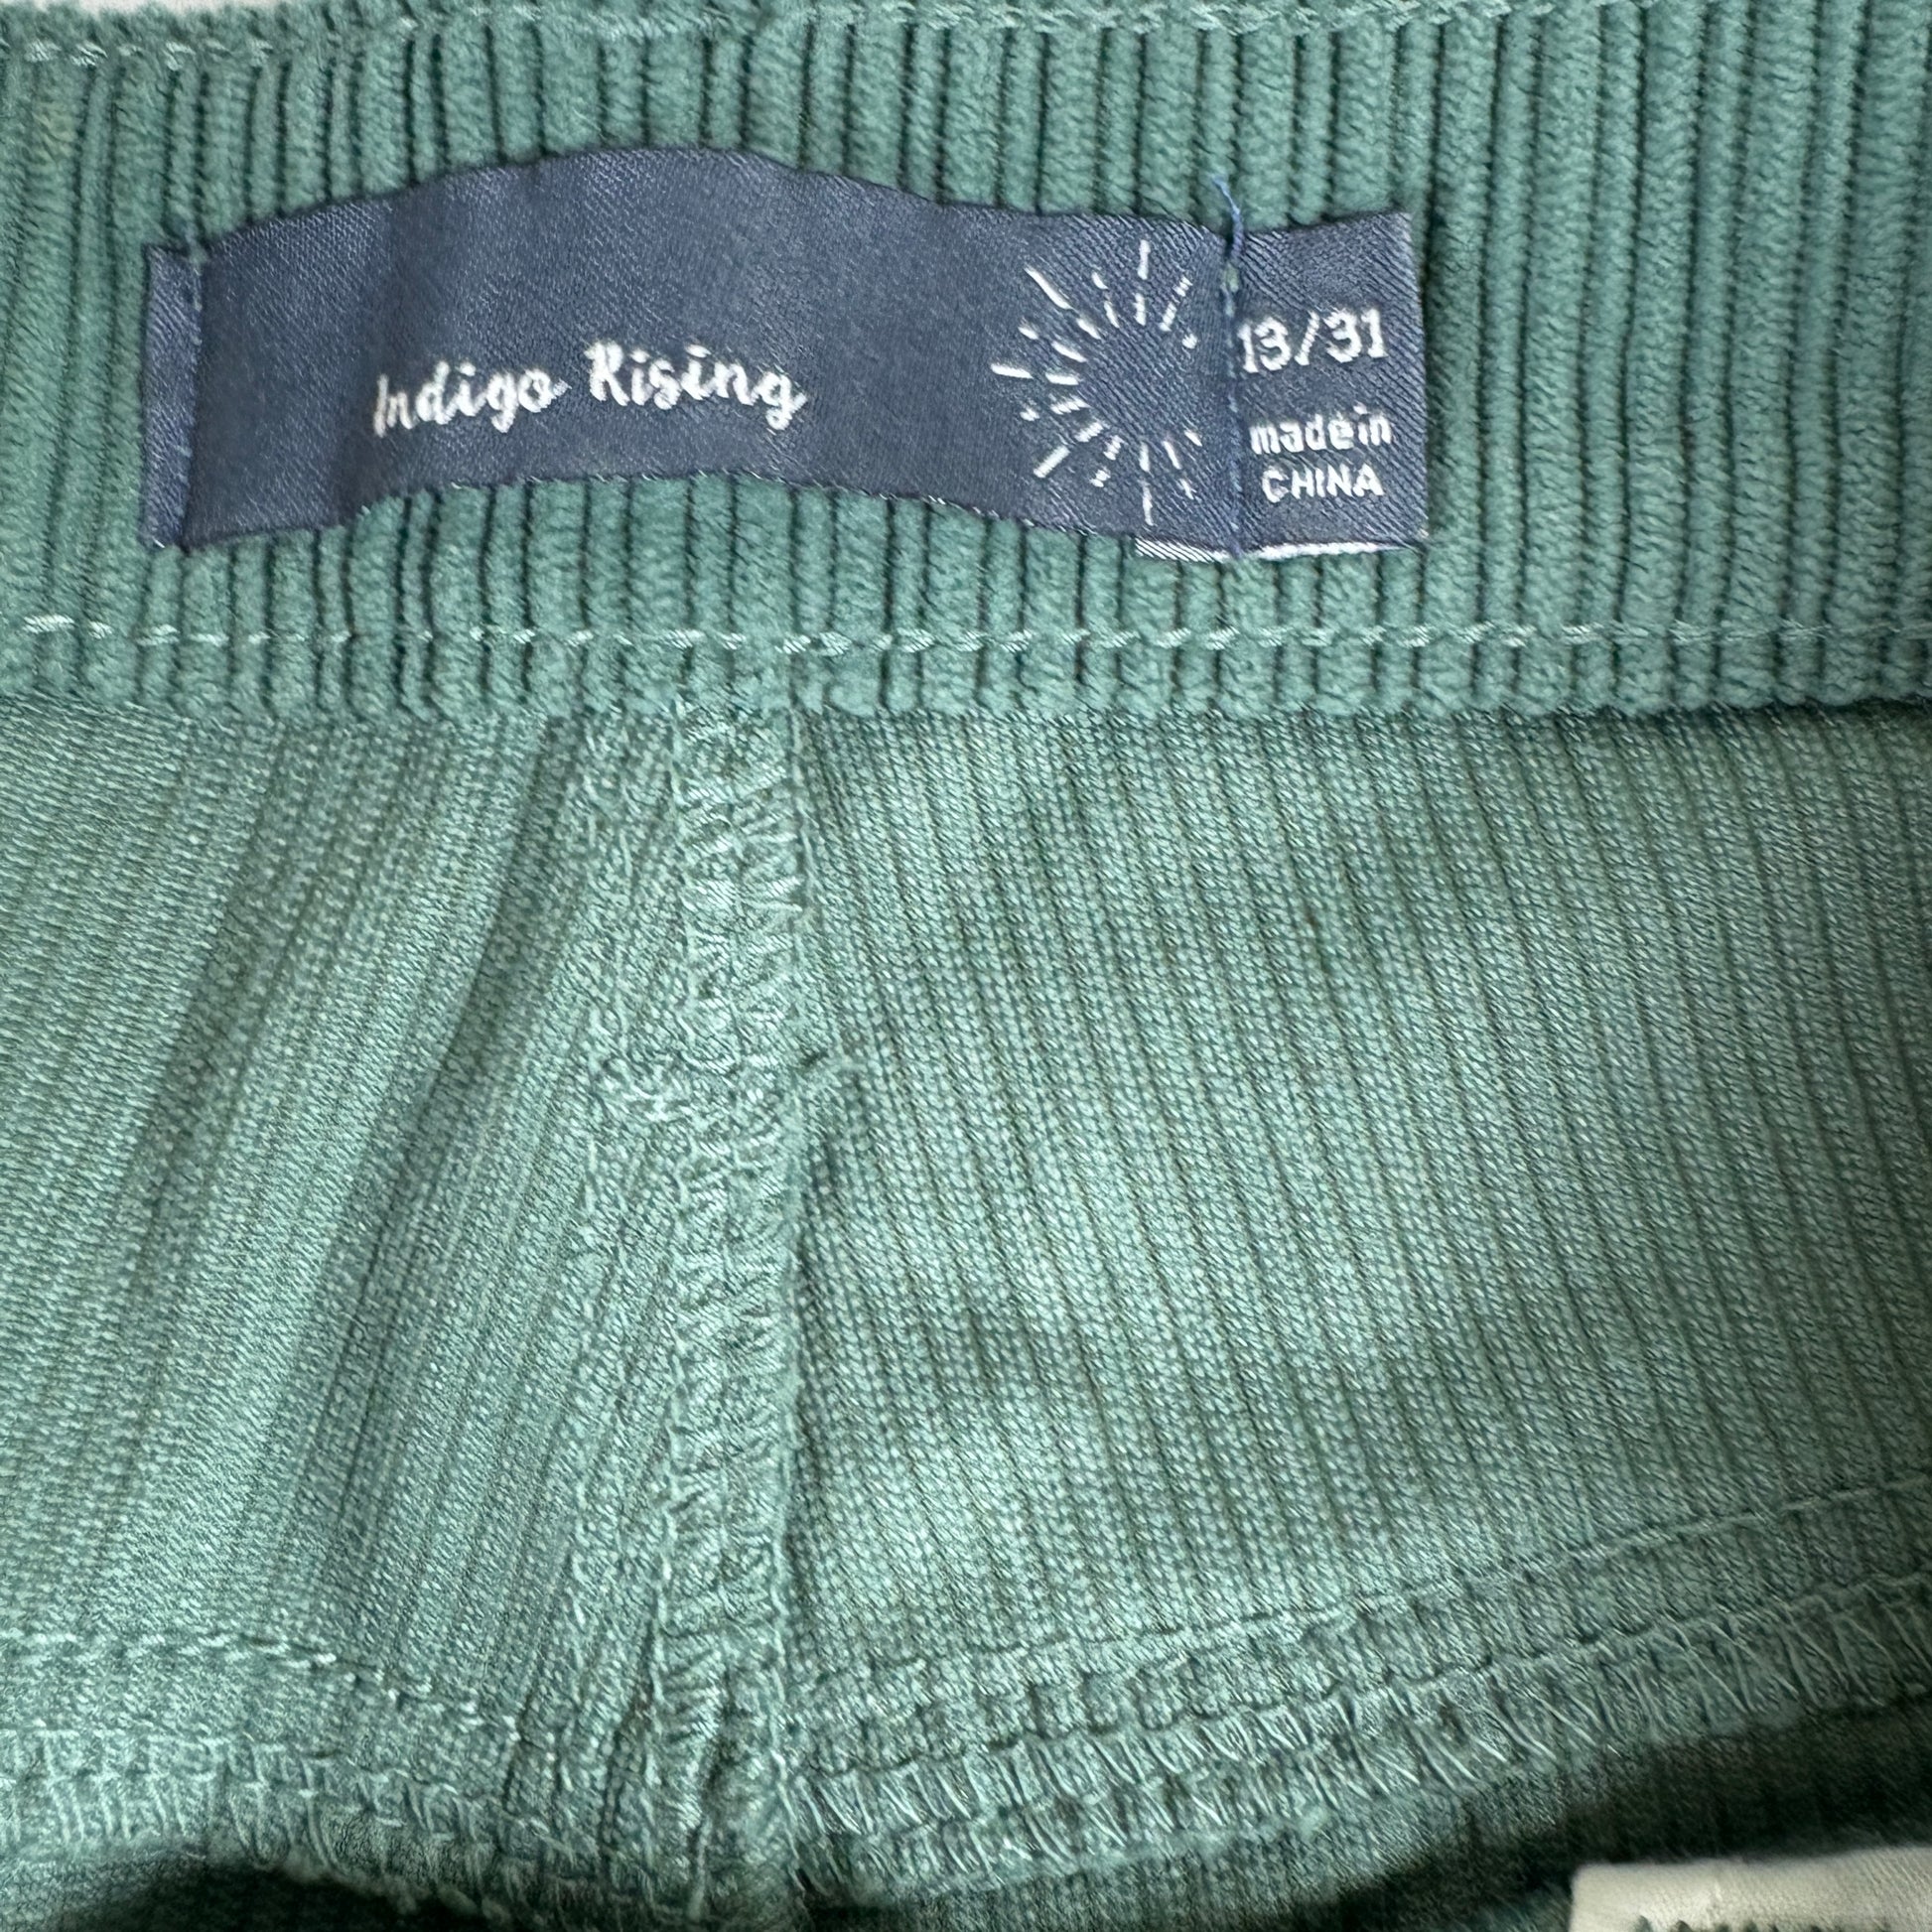 Indigo Rising
13/31
made in
CHINA